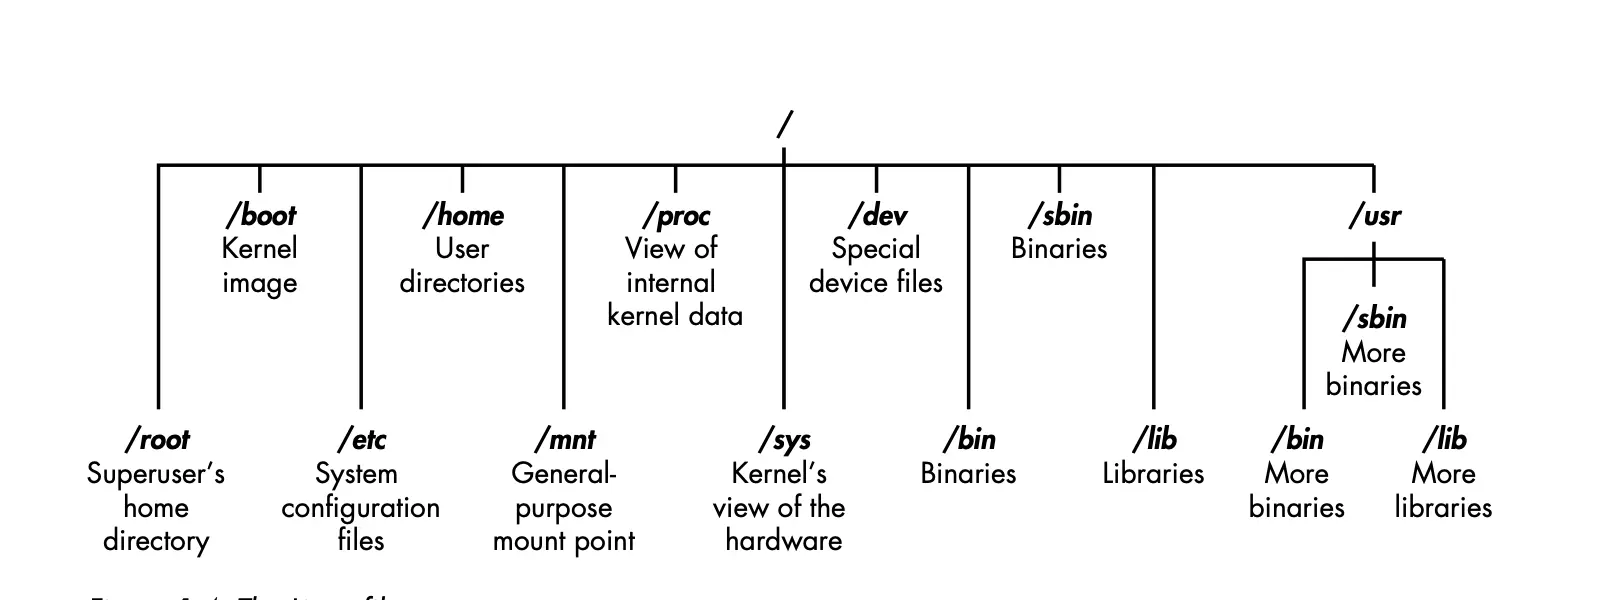 /
/boot
Kernel
image
/home
User
directories
/proc
View of
internal
kernel data
/dev
Special
device files
/sbin
Binaries
/usr
/sbin
More
binaries
/root
Superuser’s
home
directory
/etc
System
configuration
files
/mnt
General-
purpose
mount point
/sys
Kernel’s
view of the
hardware
/bin
Binaries
/lib
Libraries
/bin
More
binaries
/lib
More
libraries